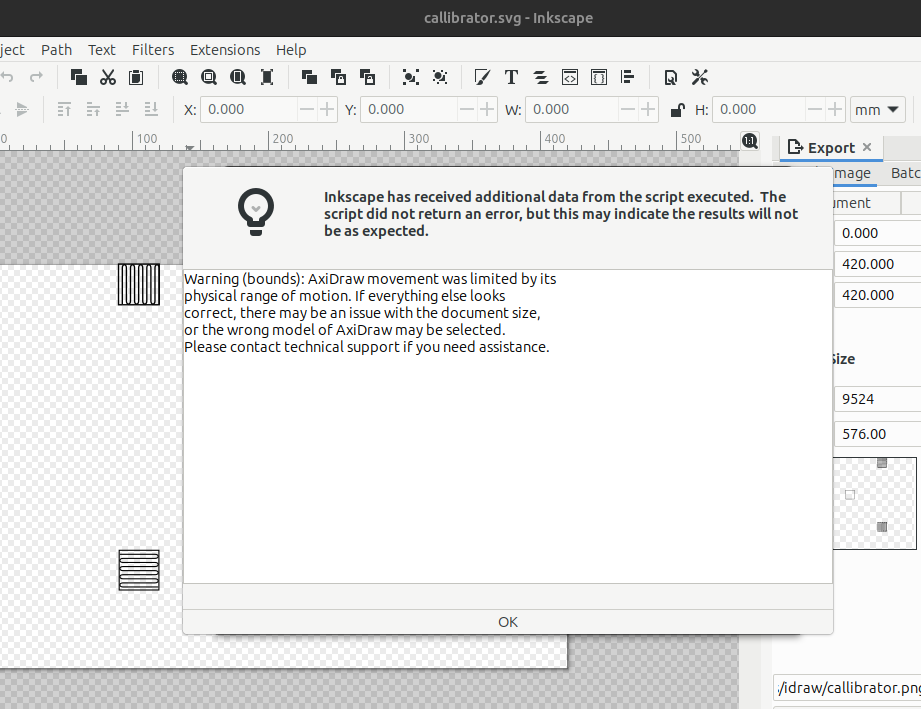 callibrator.svg - Inkscape
ject Path Text Filters Extensions Help
X: 0.000 Y: 0.000 W: 0.000 H: 0.000 mm
0 100 200 300 400 500 1:1
Export
mage Batc
ument
0.000
420.000
420.000
Size
9524
576.00
Inkscape has received additional data from the script executed. The
script did not return an error, but this may indicate the results will not
be as expected.
Warning (bounds): AxiDraw movement was limited by its
physical range of motion. If everything else looks
correct, there may be an issue with the document size,
or the wrong model of AxiDraw may be selected.
Please contact technical support if you need assistance.
OK
/idraw/callibrator.png